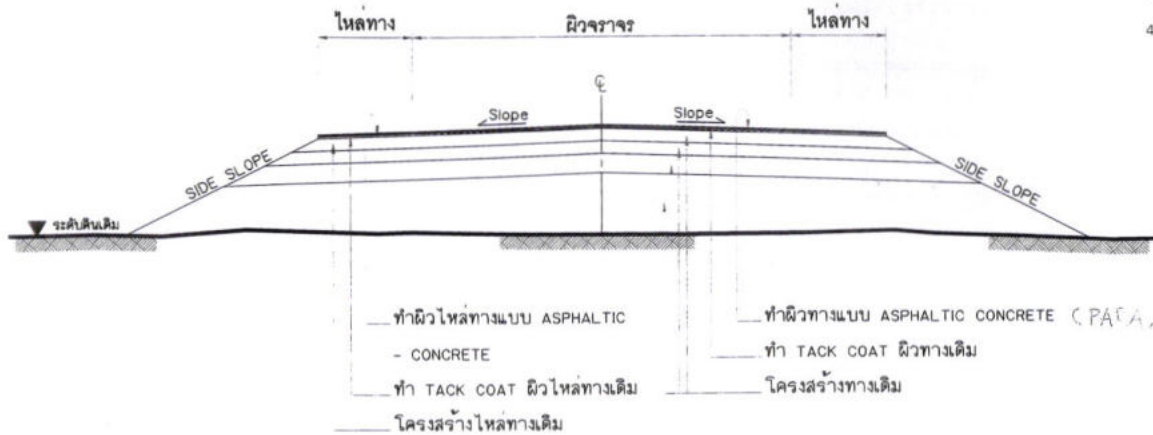 ไหล่ทาง ผิวจราจร ไหล่ทาง
4
℄
Slope Slope
SIDE SLOPE SIDE SLOPE
ระดับดินเดิม
ทำผิวไหล่ทางแบบ ASPHALTIC
- CONCRETE
ทำ TACK COAT ผิวไหล่ทางเดิม
โครงสร้างไหล่ทางเดิม
ทำผิวทางแบบ ASPHALTIC CONCRETE
ทำ TACK COAT ผิวทางเดิม
โครงสร้างทางเดิม